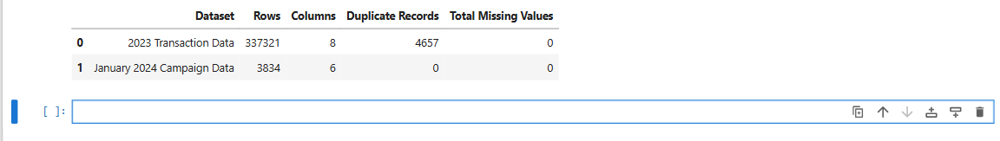 Dataset Rows Columns Duplicate Records Total Missing Values
0 2023 Transaction Data 337321 8 4657 0
1 January 2024 Campaign Data 3834 6 0 0
[ ]: